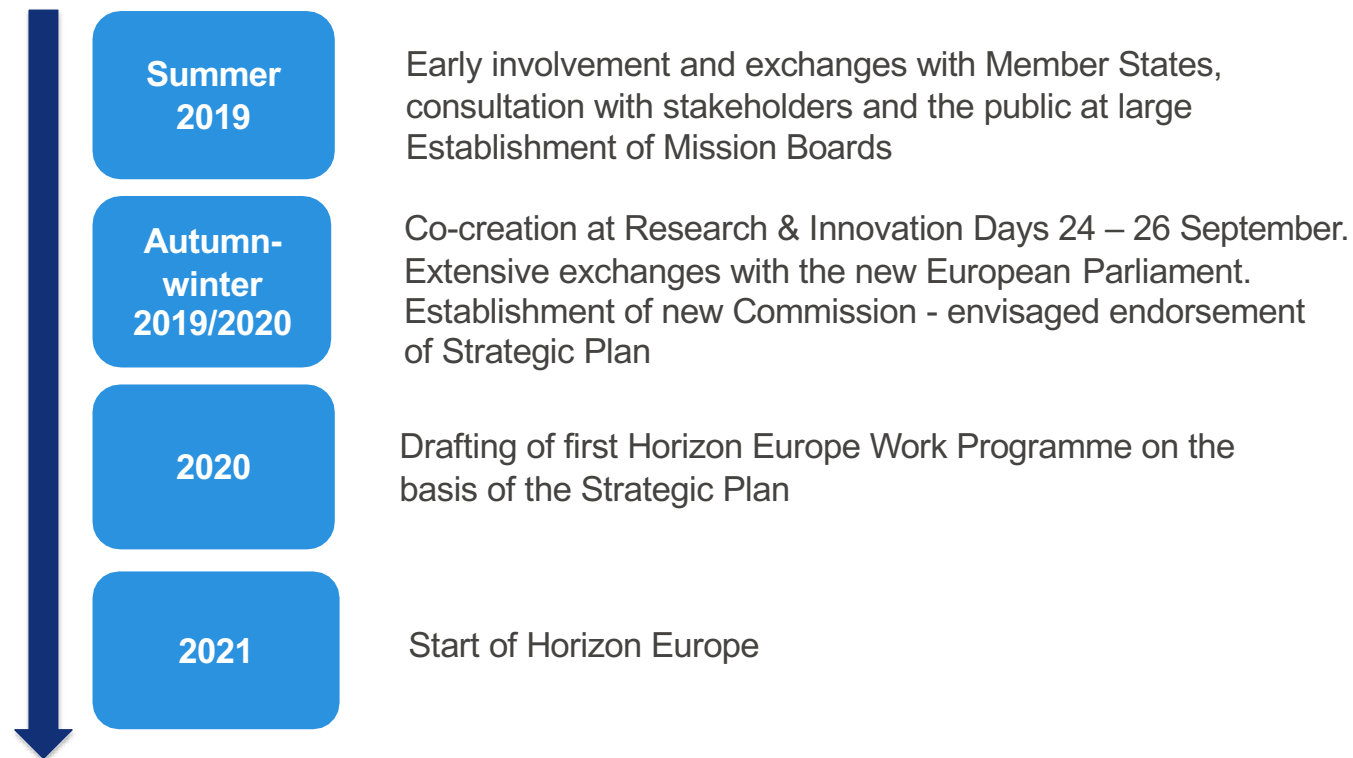 Summer
2019
Early involvement and exchanges with Member States,
consultation with stakeholders and the public at large
Establishment of Mission Boards
Autumn-
winter
2019/2020
Co-creation at Research & Innovation Days 24 – 26 September.
Extensive exchanges with the new European Parliament.
Establishment of new Commission - envisaged endorsement
of Strategic Plan
2020
Drafting of first Horizon Europe Work Programme on the
basis of the Strategic Plan
2021
Start of Horizon Europe